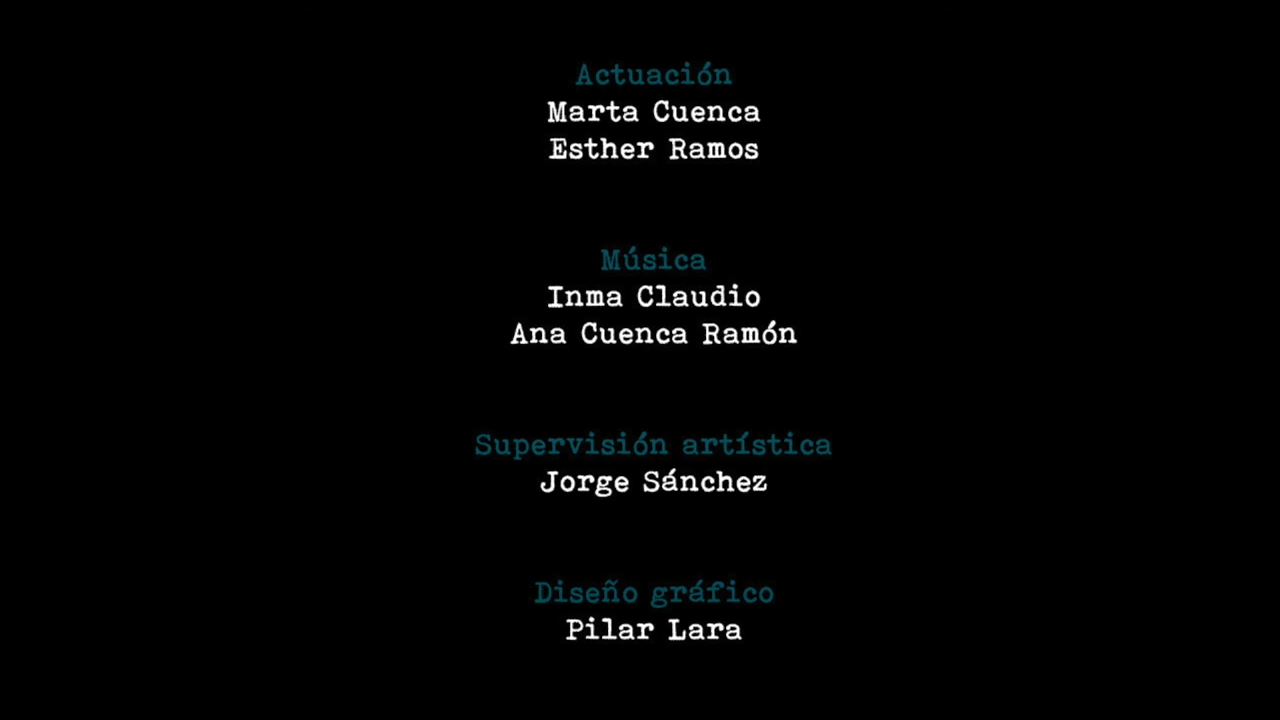 Actuación
Marta Cuenca
Esther Ramos
Música
Inma Claudio
Ana Cuenca Ramón
Supervisión artística
Jorge Sánchez
Diseño gráfico
Pilar Lara